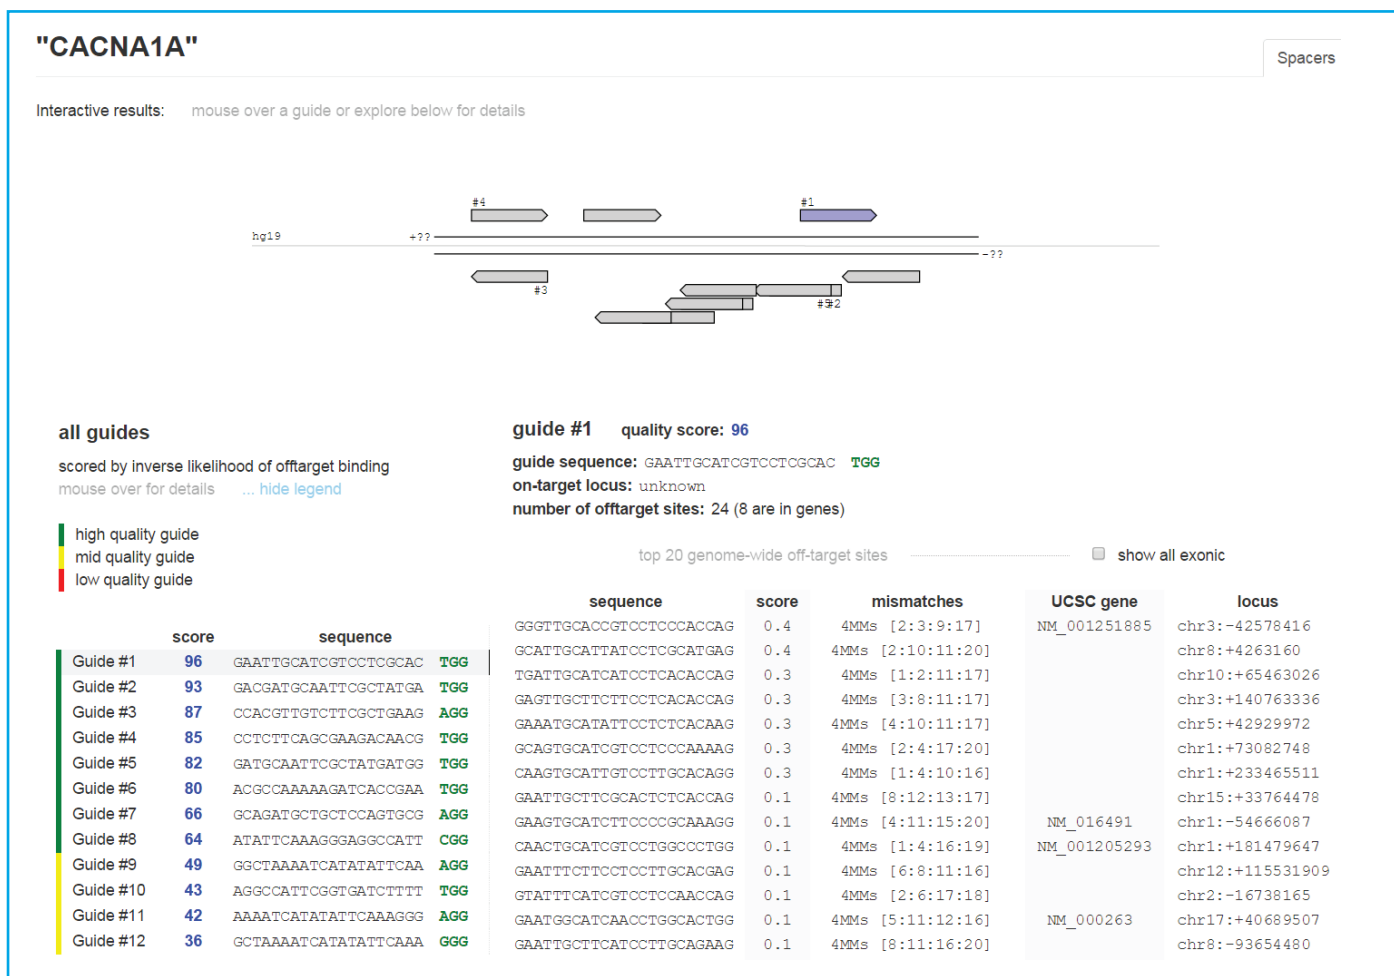 "CACNA1A"
Spacers
Interactive results: mouse over a guide or explore below for details
#4 #1
hg19 +??
-??
#3
#5 #2
all guides
scored by inverse likelihood of offtarget binding
mouse over for details ... hide legend
high quality guide
mid quality guide
low quality guide
score sequence
Guide #1 96 GAATTGCATCGTCCTCGCAC TGG
Guide #2 93 GACGATGCAATTCGCTATGA TGG
Guide #3 87 CCACGTTGTCTTCGCTGAAG AGG
Guide #4 85 CCTCTTCAGCGAAGACAACG TGG
Guide #5 82 GATGCAATTCGCTATGATGG TGG
Guide #6 80 ACGCCAAAAAGATCACCGAA TGG
Guide #7 66 GCAGATGCTGCTCCAGTGCG AGG
Guide #8 64 ATATTCAAAGGGAGGCCATT CGG
Guide #9 49 GGCTAAAATCATATATTCAA AGG
Guide #10 43 AGGCCATTCGGTGATCTTTT TGG
Guide #11 42 AAAATCATATATTCAAAGGG AGG
Guide #12 36 GCTAAAATCATATATTCAAA GGG
guide #1 quality score: 96
guide sequence: GAATTGCATCGTCCTCGCAC TGG
on-target locus: unknown
number of offtarget sites: 24 (8 are in genes)
top 20 genome-wide off-target sites show all exonic
sequence score mismatches UCSC gene locus
GGGTTGCACCGTCCTCCCACCAG 0.4 4MMs [2:3:9:17] NM_001251885 chr3:-42578416
GCATTGCATTATCCTCGCATGAG 0.4 4MMs [2:10:11:20] chr8:+4263160
TGATTGCATCATCCTCACACCAG 0.3 4MMs [1:2:11:17] chr10:+65463026
GAGTTGCTTCTTCCTCACACCAG 0.3 4MMs [3:8:11:17] chr3:+140763336
GAAATGCATATTCCTCTCACAAG 0.3 4MMs [4:10:11:17] chr5:+42929972
GCAGTGCATCGTCCTCCCAAAAG 0.3 4MMs [2:4:17:20] chr1:+73082748
CAAGTGCATTGTCCTTGCACAGG 0.3 4MMs [1:4:10:16] chr1:+233465511
GAATTGCTTCGCACTCTCACCAG 0.1 4MMs [8:12:13:17] chr15:+33764478
GAAGTGCATCTTCCCCGCAAAGG 0.1 4MMs [4:11:15:20] NM_016491 chr1:-54666087
CAACTGCATCGTCCTGGCCCTGG 0.1 4MMs [1:4:16:19] NM_001205293 chr1:+181479647
GAATTTCTTCCTCCTTGCACGAG 0.1 4MMs [6:8:11:16] chr12:+115531909
GTATTTCATCGTCCTCCAACCAG 0.1 4MMs [2:6:17:18] chr2:-16738165
GAATGGCATCAACCTGGCACTGG 0.1 4MMs [5:11:12:16] NM_000263 chr17:+40689507
GAATTGCTTCATCCTTGCAGAAG 0.1 4MMs [8:11:16:20] chr8:-93654480